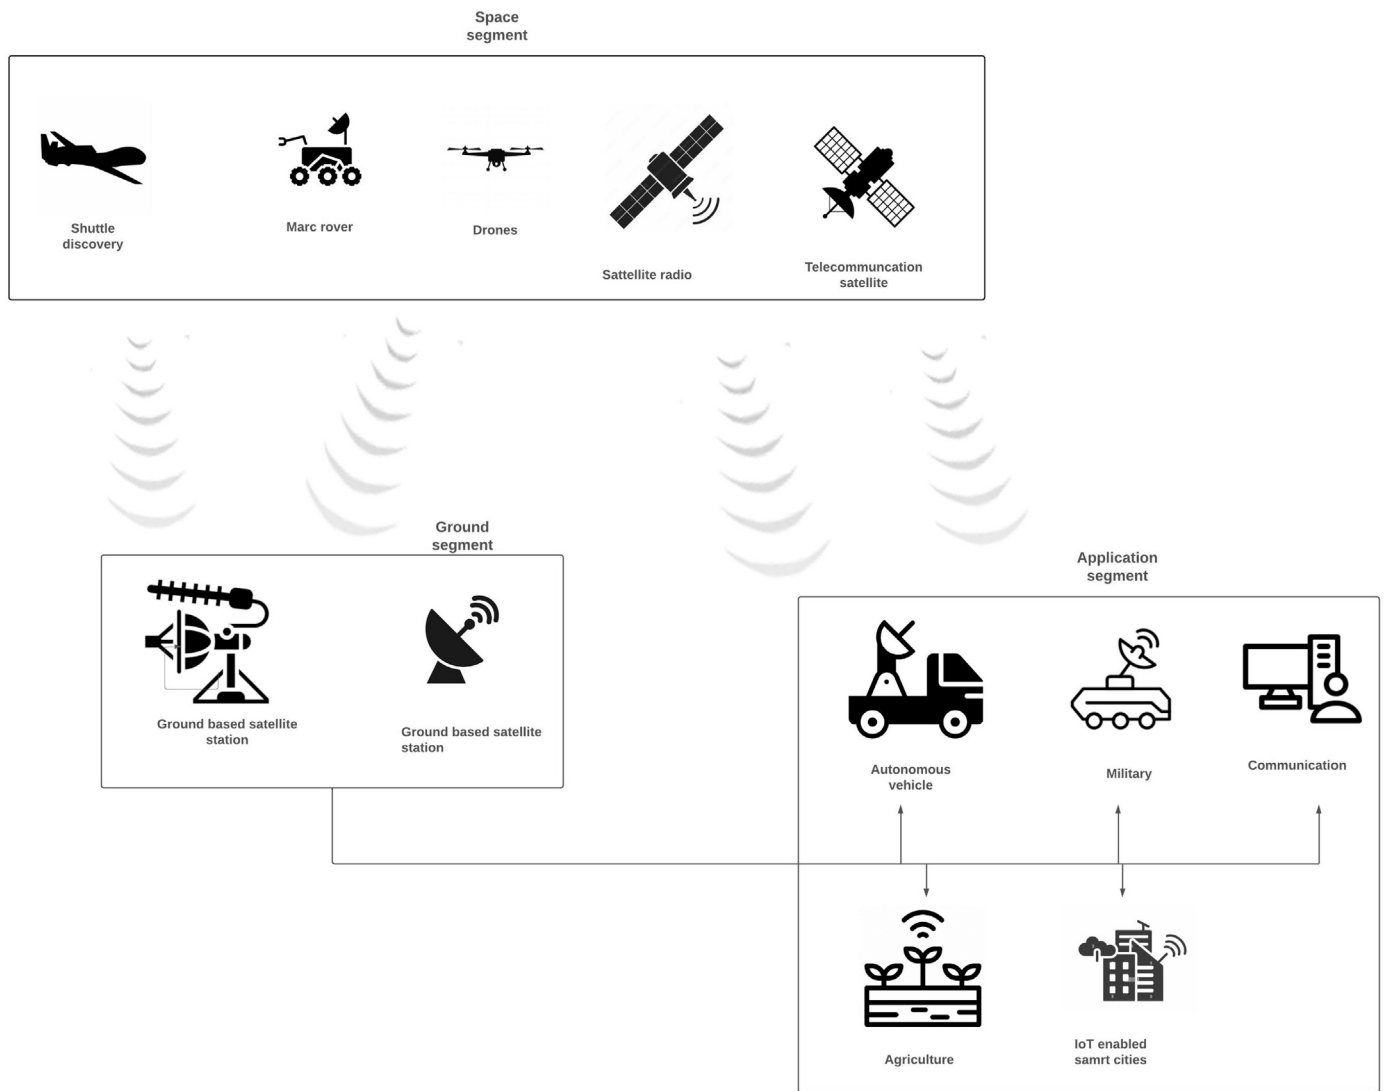 Space
segment
Shuttle
discovery
Marc rover
Drones
Sattellite radio
Telecommuncation
satellite
Ground
segment
Ground based satellite
station
Ground based satellite
station
Application
segment
Autonomous
vehicle
Military
Communication
Agriculture
IoT enabled
samrt cities